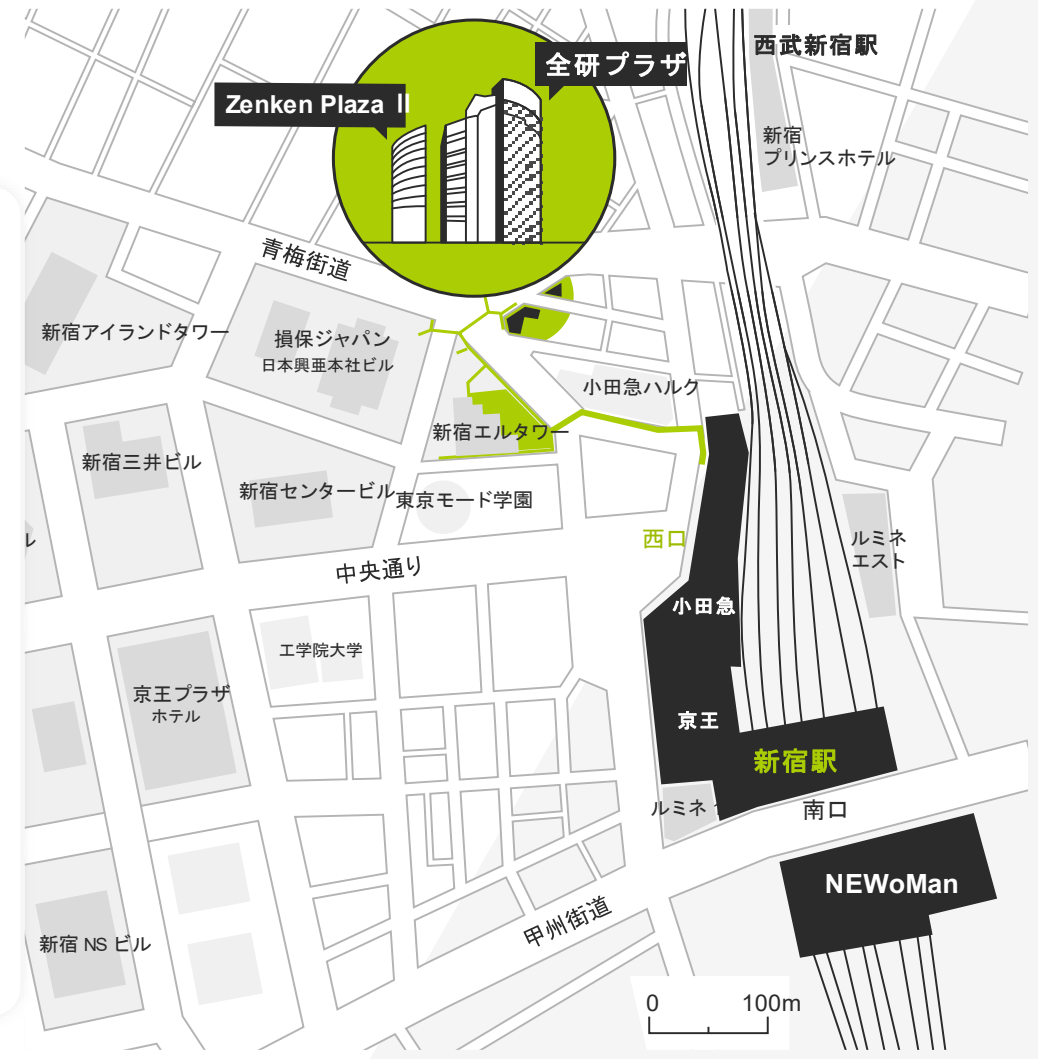 西武新宿駅
全研プラザ
Zenken Plaza Ⅱ
新宿
プリンスホテル
青梅街道
新宿アイランドタワー
損保ジャパン
日本興亜本社ビル
小田急ハルク
新宿エルタワー
新宿三井ビル
新宿センタービル
東京モード学園
西口
ル
ルミネ
エスト
中央通り
小田急
工学院大学
京王プラザ
ホテル
京王
新宿駅
ルミネ
南口
NEWoMan
甲州街道
新宿 NS ビル
0 100m